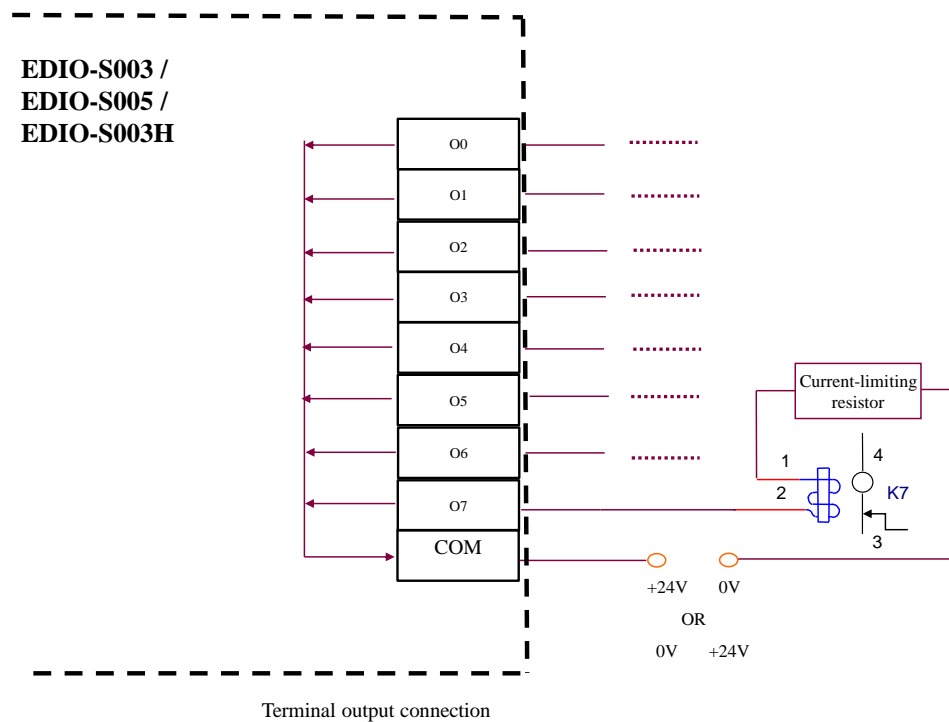 EDIO-S003 /
EDIO-S005 /
EDIO-S003H
O0
O1
O2
O3
O4
O5
O6
O7
COM
Current-limiting
resistor
1
2
4
K7
3
+24V 0V
OR
0V +24V
Terminal output connection